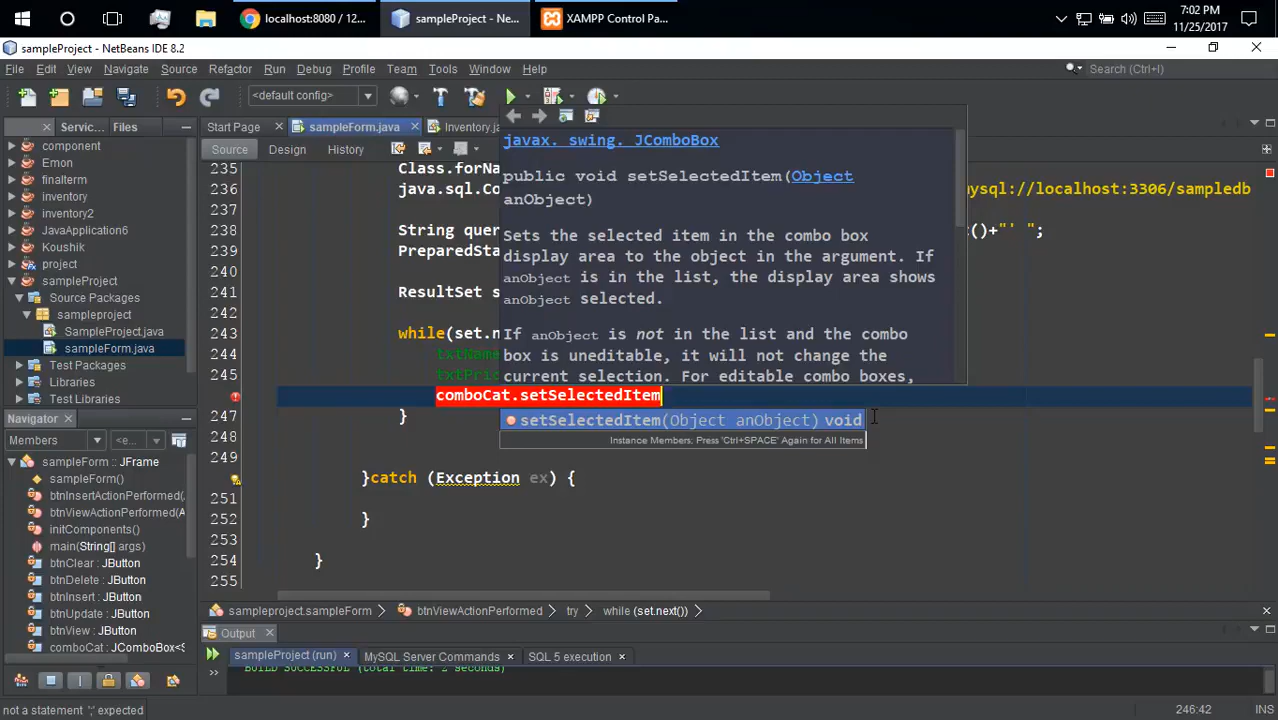 localhost:8080 / 12...
sampleProject - Ne...
XAMPP Control Pa...
7:02 PM
11/25/2017
sampleProject - NetBeans IDE 8.2
File Edit View Navigate Source Refactor Run Debug Profile Team Tools Window Help
Search (Ctrl+I)
<default config>
Servic... Files
Start Page
sampleForm.java
Inventory.ja
component
Emon
finalterm
inventory
inventory2
JavaApplication6
Koushik
project
sampleProject
Source Packages
sampleproject
SampleProject.java
sampleForm.java
Test Packages
Libraries
Test Libraries
Source Design History
235 Class.forNa
236 java.sql.Co
mysql://localhost:3306/sampledb
237
238 String quer
()+"' ";
239 PreparedSta
240
241 ResultSet s
242
243 while(set.n
244 txtName
245 txtPric
comboCat.setSelectedItem
247 }
248
249
}catch (Exception ex) {
251
252 }
253
254 }
255
javax. swing. JComboBox
public void setSelectedItem(Object
anObject)
Sets the selected item in the combo box
display area to the object in the argument. If
anObject is in the list, the display area shows
anObject selected.
If anObject is not in the list and the combo
box is uneditable, it will not change the
current selection. For editable combo boxes,
setSelectedItem(Object anObject) void
Instance Members: Press 'Ctrl+SPACE' Again for All Items
Members
<empty>
sampleForm :: JFrame
sampleForm()
btnInsertActionPerformed(
btnViewActionPerformed(A
initComponents()
main(String[] args)
btnClear : JButton
btnDelete : JButton
btnInsert : JButton
btnUpdate : JButton
btnView : JButton
comboCat : JComboBox<S
sampleproject.sampleForm
btnViewActionPerformed
try
while (set.next())
Output
sampleProject (run)
MySQL Server Commands
SQL 5 execution
BUILD SUCCESSFUL (total time: 2 seconds)
not a statement ';' expected
246:42
INS